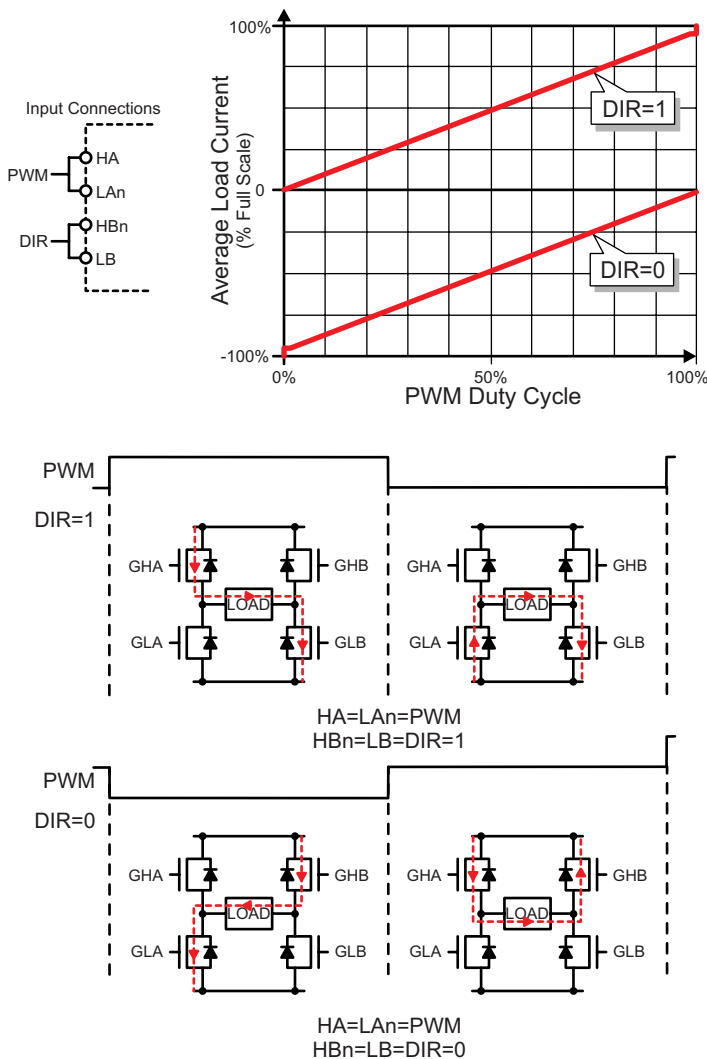 100%
0
-100%
Average Load Current
(% Full Scale)
DIR=1
DIR=0
0%
50%
100%
PWM Duty Cycle
Input Connections
PWM
HA
LAn
DIR
HBn
LB
PWM
DIR=1
GHA
GHB
LOAD
GLA
GLB
GHA
GHB
LOAD
GLA
GLB
HA=LAn=PWM
HBn=LB=DIR=1
PWM
DIR=0
GHA
GHB
LOAD
GLA
GLB
GHA
GHB
LOAD
GLA
GLB
HA=LAn=PWM
HBn=LB=DIR=0